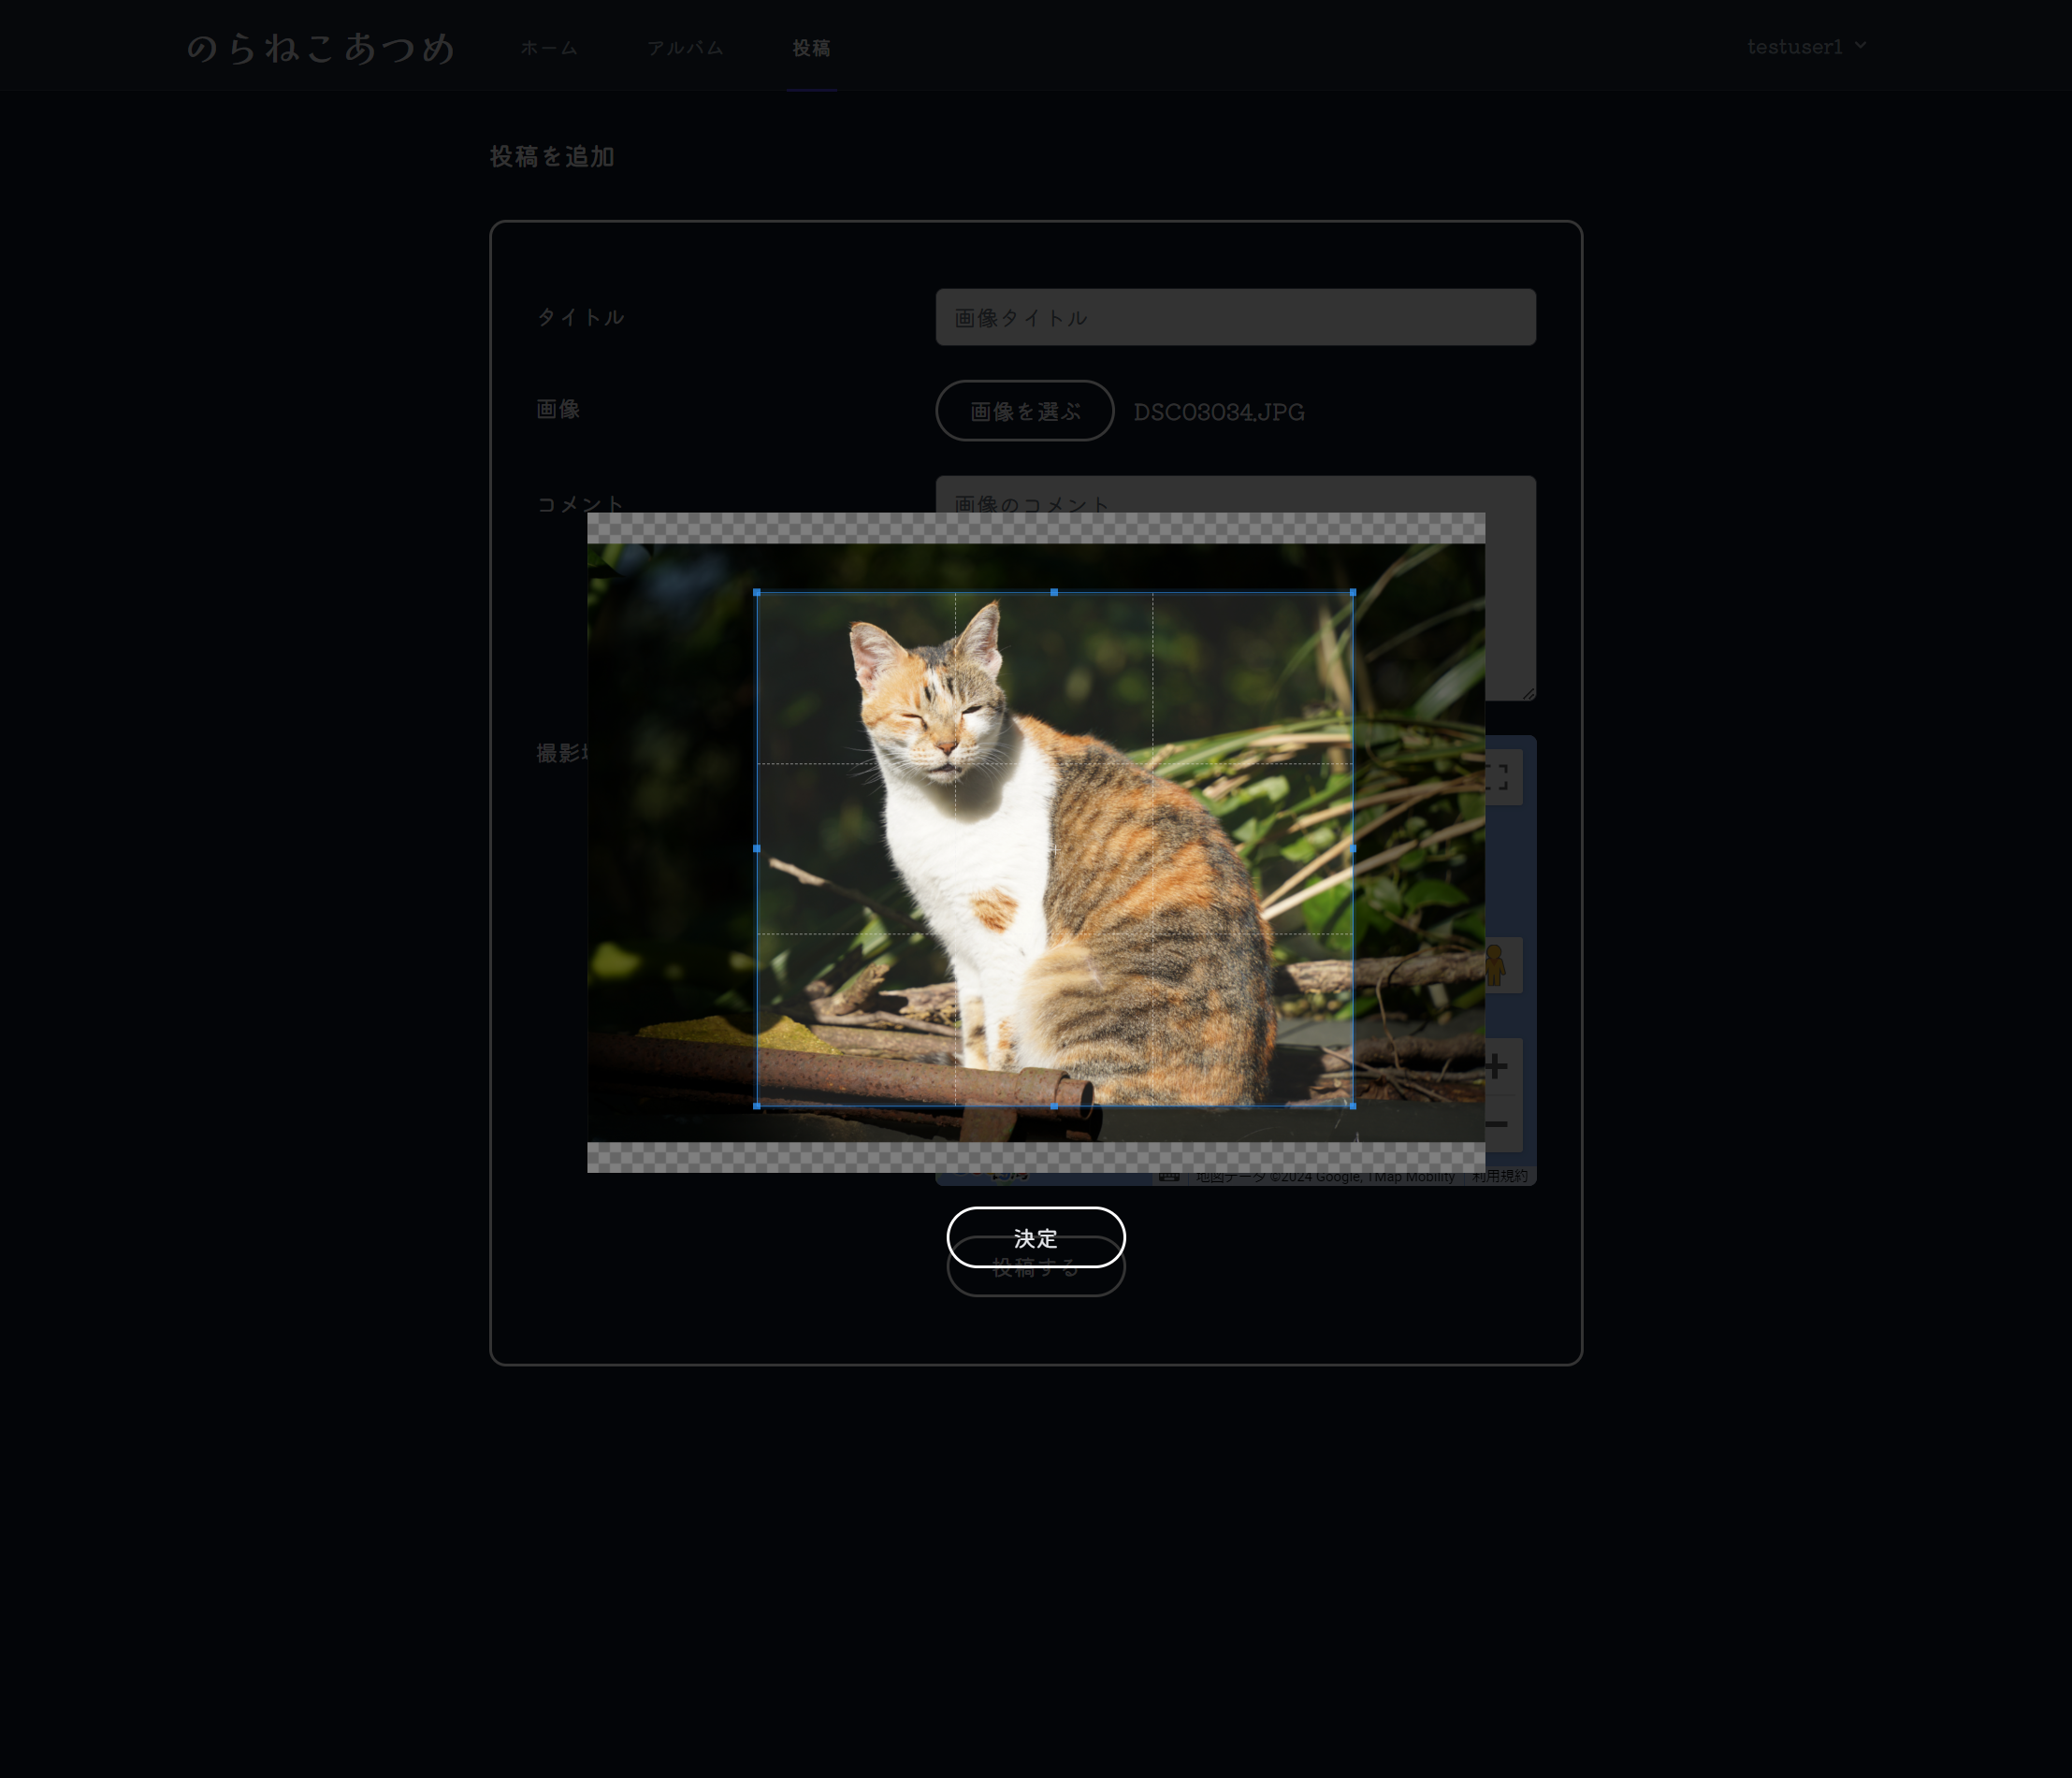 のらねこあつめ ホーム アルバム 投稿 testuser1
投稿を追加
タイトル 画像タイトル
画像 画像を選ぶ DSC03034.JPG
コメント 画像のコメント
撮影
地図データ ©2024 Google, TMap Mobility 利用規約
決定
投稿する